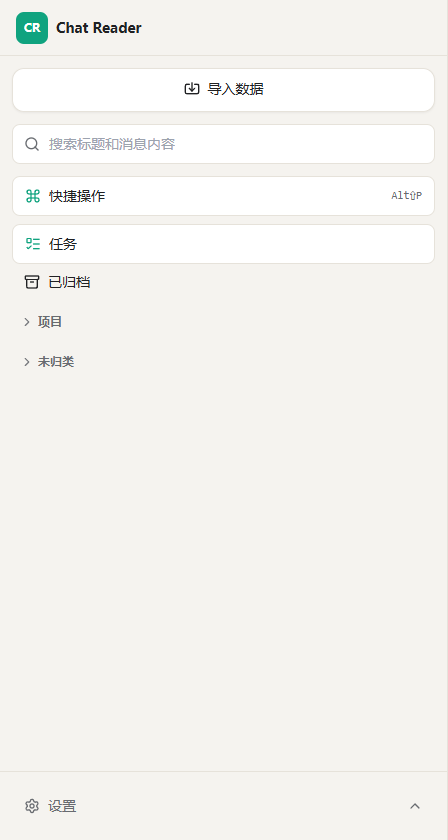 CR Chat Reader
导入数据
搜索标题和消息内容
快捷操作 Alt⇧P
任务
已归档
项目
未归类
设置